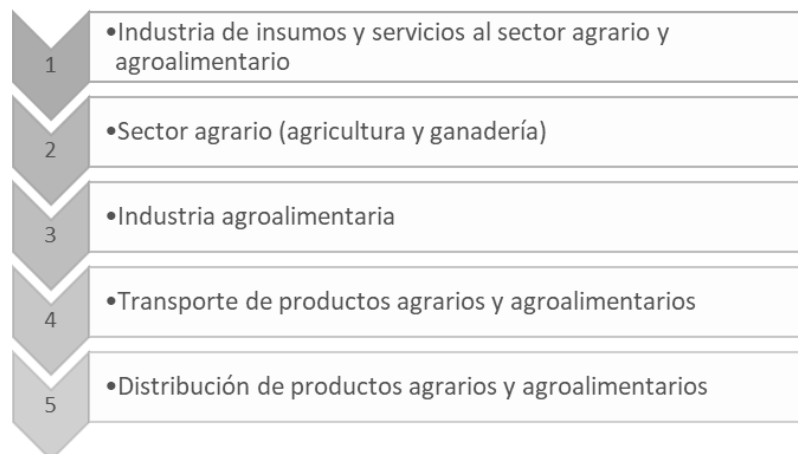 1
•Industria de insumos y servicios al sector agrario y
agroalimentario
2
•Sector agrario (agricultura y ganadería)
3
•Industria agroalimentaria
4
•Transporte de productos agrarios y agroalimentarios
5
•Distribución de productos agrarios y agroalimentarios